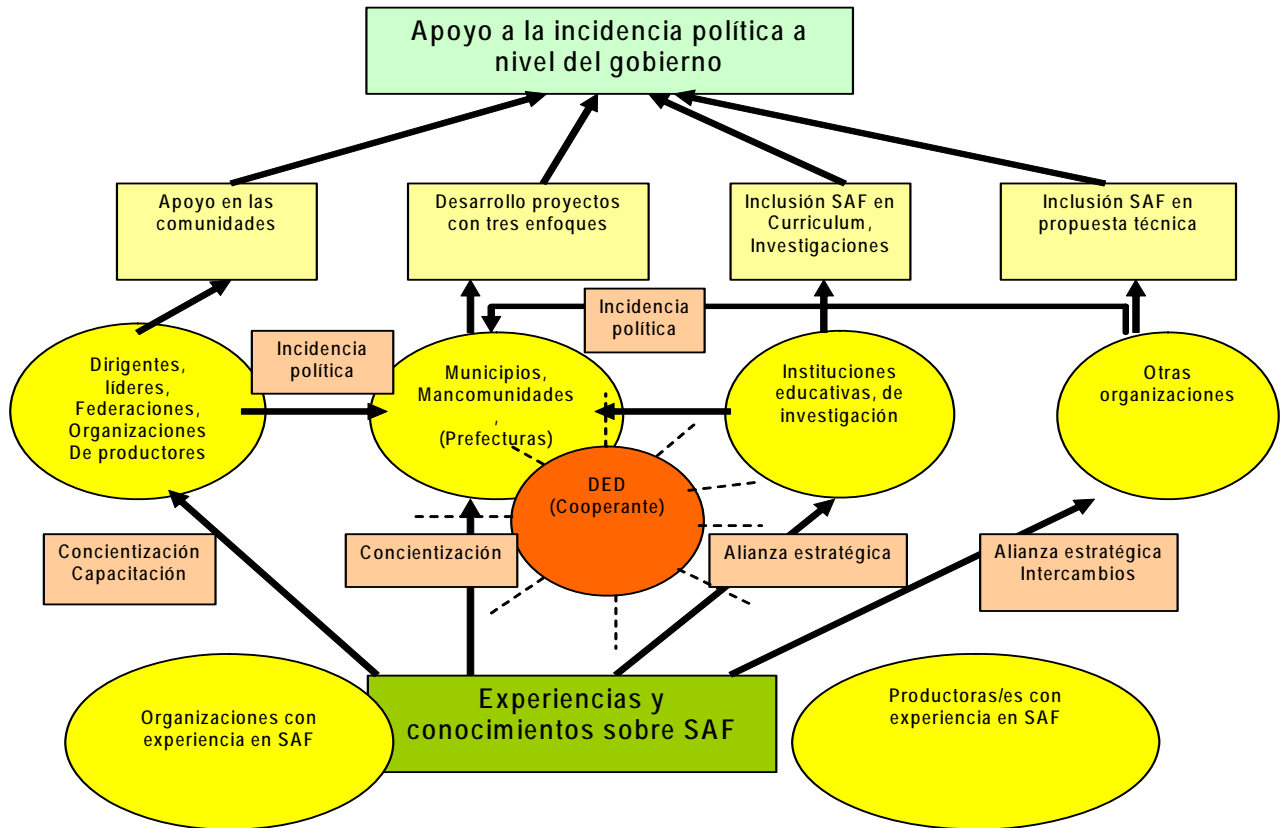 Apoyo a la incidencia política a
nivel del gobierno
Apoyo en las
comunidades
Desarrollo proyectos
con tres enfoques
Inclusión SAF en
Curriculum,
Investigaciones
Inclusión SAF en
propuesta técnica
Incidencia
política
Dirigentes,
líderes,
Federaciones,
Organizaciones
De productores
Incidencia
política
Municipios,
Mancomunidades
,
(Prefecturas)
Instituciones
educativas, de
investigación
Otras
organizaciones
DED
(Cooperante)
Concientización
Capacitación
Concientización
Alianza estratégica
Alianza estratégica
Intercambios
Organizaciones con
experiencia en SAF
Experiencias y
conocimientos sobre SAF
Productoras/es con
experiencia en SAF